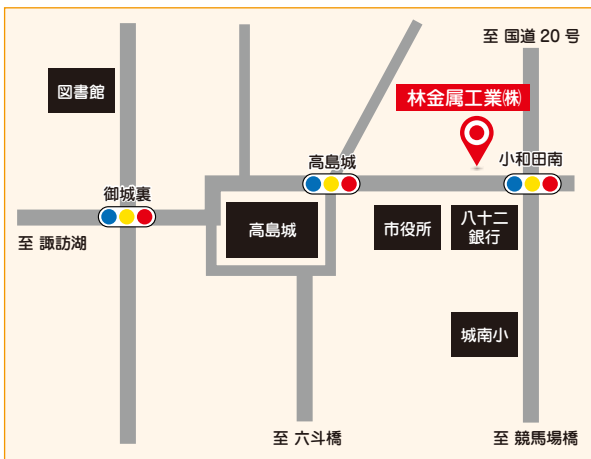 至 国道 20 号
図書館
林金属工業㈱
高島城
小和田南
御城裏
高島城
市役所
八十二
銀行
至 諏訪湖
城南小
至 六斗橋
至 競馬場橋